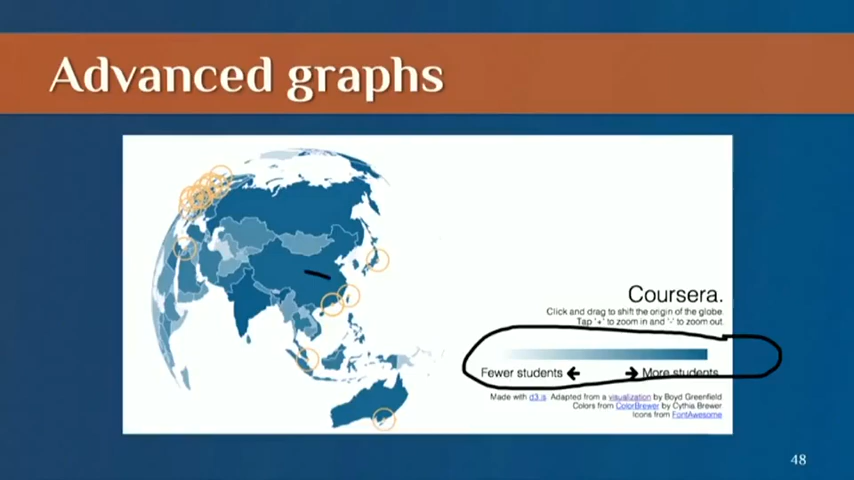 Advanced graphs
Coursera.
Click and drag to shift the origin of the globe.
Tap '+' to zoom in and '-' to zoom out.
Fewer students ← → More students
Made with d3.js. Adapted from a visualization by Boyd Greenfield
Colors from ColorBrewer by Cythia Brewer
Icons from FontAwesome
48